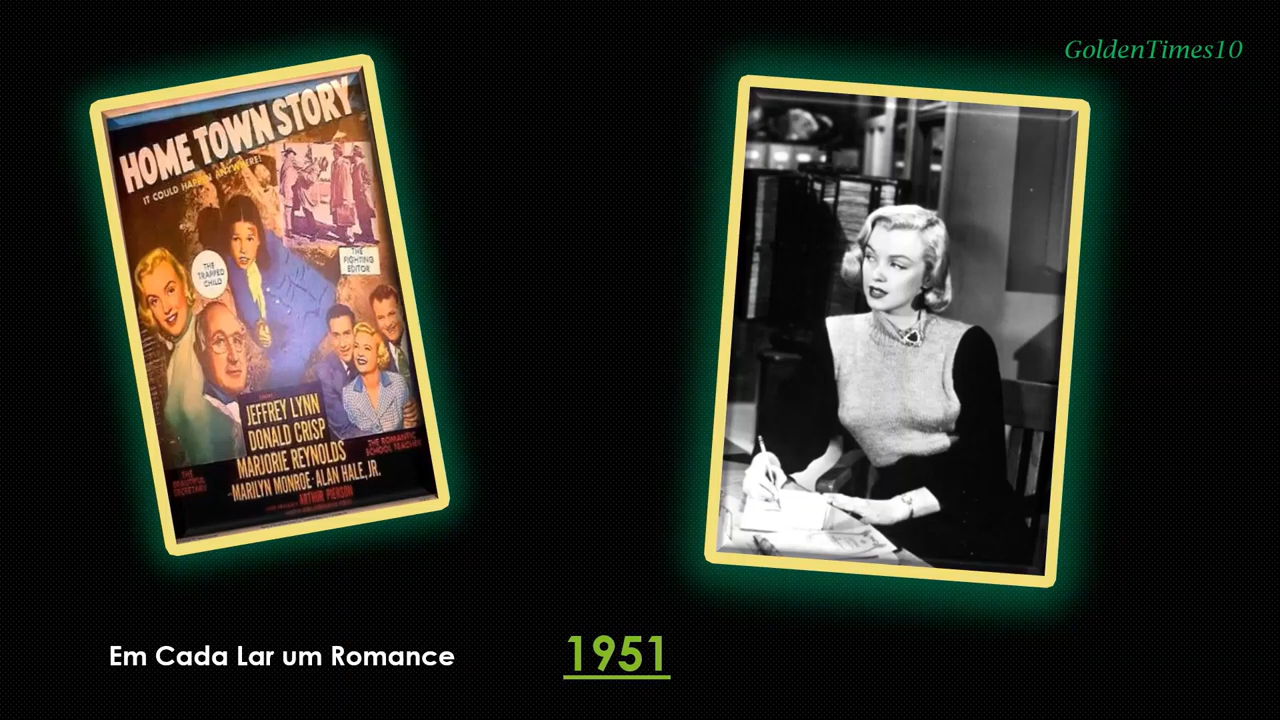 GoldenTimes10
HOME TOWN STORY
IT COULD HAPPEN ANYWHERE!
THE
TRAPPED
CHILD
THE
FIGHTING
EDITOR
JEFFREY LYNN
DONALD CRISP
MARJORIE REYNOLDS
MARILYN MONROE · ALAN HALE, JR.
ARTHUR PIERSON
THE ROMANTIC
SCHOOL TEACHER
THE
BEAUTIFUL
SECRETARY
Em Cada Lar um Romance
1951